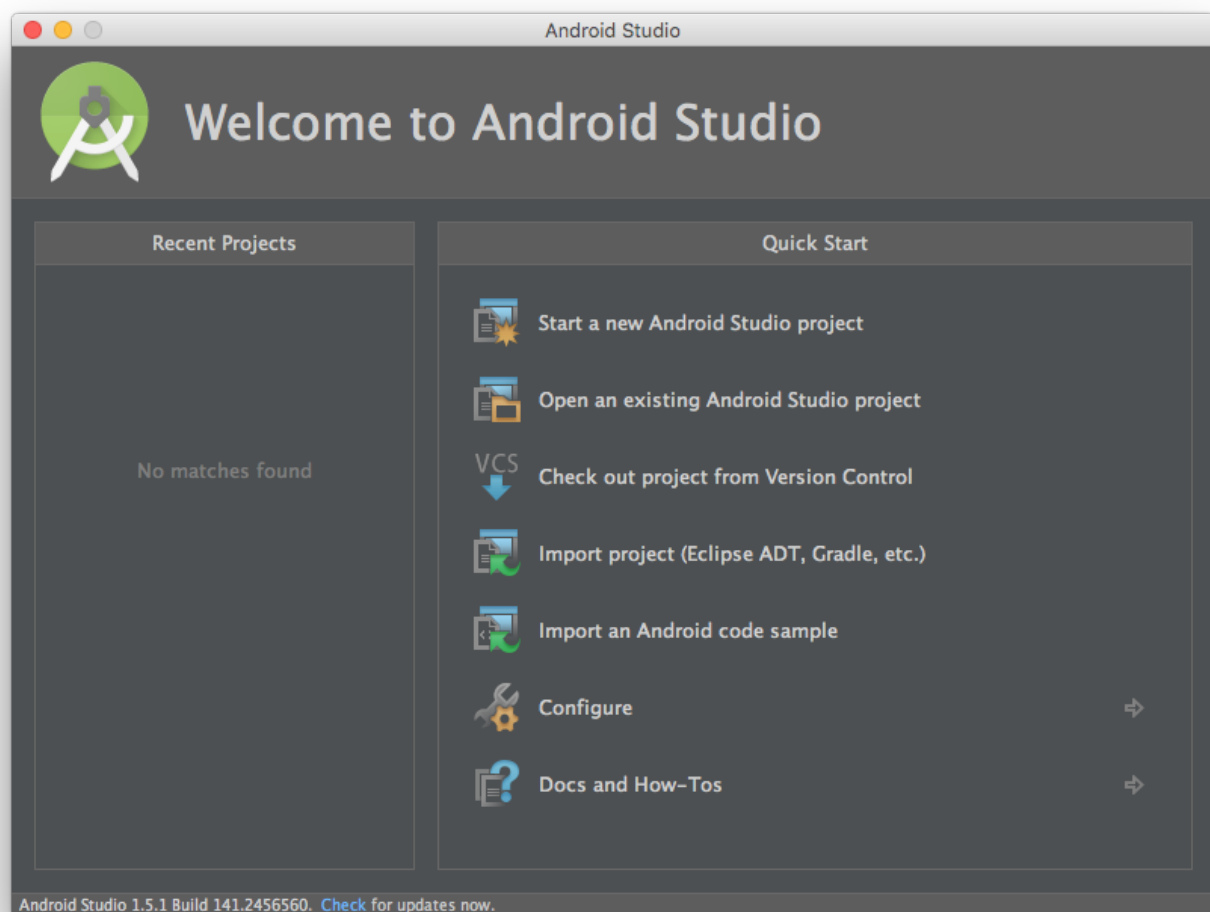 Android Studio
Welcome to Android Studio
Recent Projects
No matches found
Quick Start
Start a new Android Studio project
Open an existing Android Studio project
VCS
Check out project from Version Control
Import project (Eclipse ADT, Gradle, etc.)
Import an Android code sample
Configure
Docs and How-Tos
Android Studio 1.5.1 Build 141.2456560. Check for updates now.